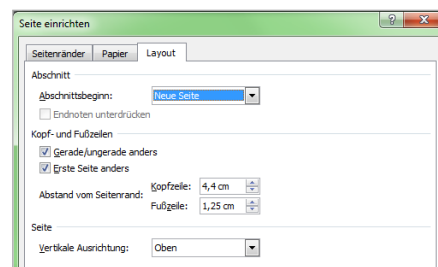 Seite einrichten
Seitenränder Papier Layout
Abschnitt
Abschnittsbeginn: Neue Seite
Endnoten unterdrücken
Kopf- und Fußzeilen
Gerade/ungerade anders
Erste Seite anders
Abstand vom Seitenrand: Kopfzeile: 4,4 cm
Fußzeile: 1,25 cm
Seite
Vertikale Ausrichtung: Oben